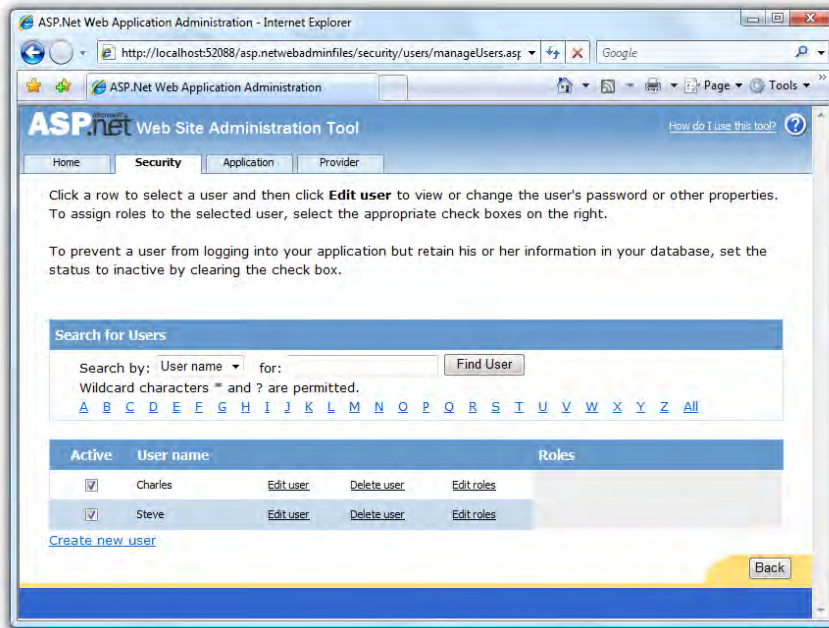 ASP.Net Web Application Administration - Internet Explorer
http://localhost:52088/asp.netwebadminfiles/security/users/manageUsers.asp
Google
ASP.Net Web Application Administration
Page
Tools
»
Microsoft
ASP.net Web Site Administration Tool
How do I use this tool? ?
Home Security Application Provider
Click a row to select a user and then click Edit user to view or change the user's password or other properties.
To assign roles to the selected user, select the appropriate check boxes on the right.
To prevent a user from logging into your application but retain his or her information in your database, set the
status to inactive by clearing the check box.
Search for Users
Search by: User name for: Find User
Wildcard characters * and ? are permitted.
A B C D E F G H I J K L M N O P Q R S T U V W X Y Z All
Active User name Roles
Charles Edit user Delete user Edit roles
Steve Edit user Delete user Edit roles
Create new user
Back